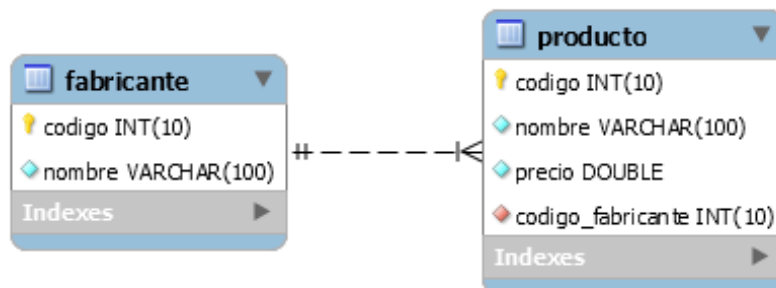 fabricante
codigo INT(10)
nombre VARCHAR(100)
Indexes
producto
codigo INT(10)
nombre VARCHAR(100)
precio DOUBLE
codigo_fabricante INT(10)
Indexes